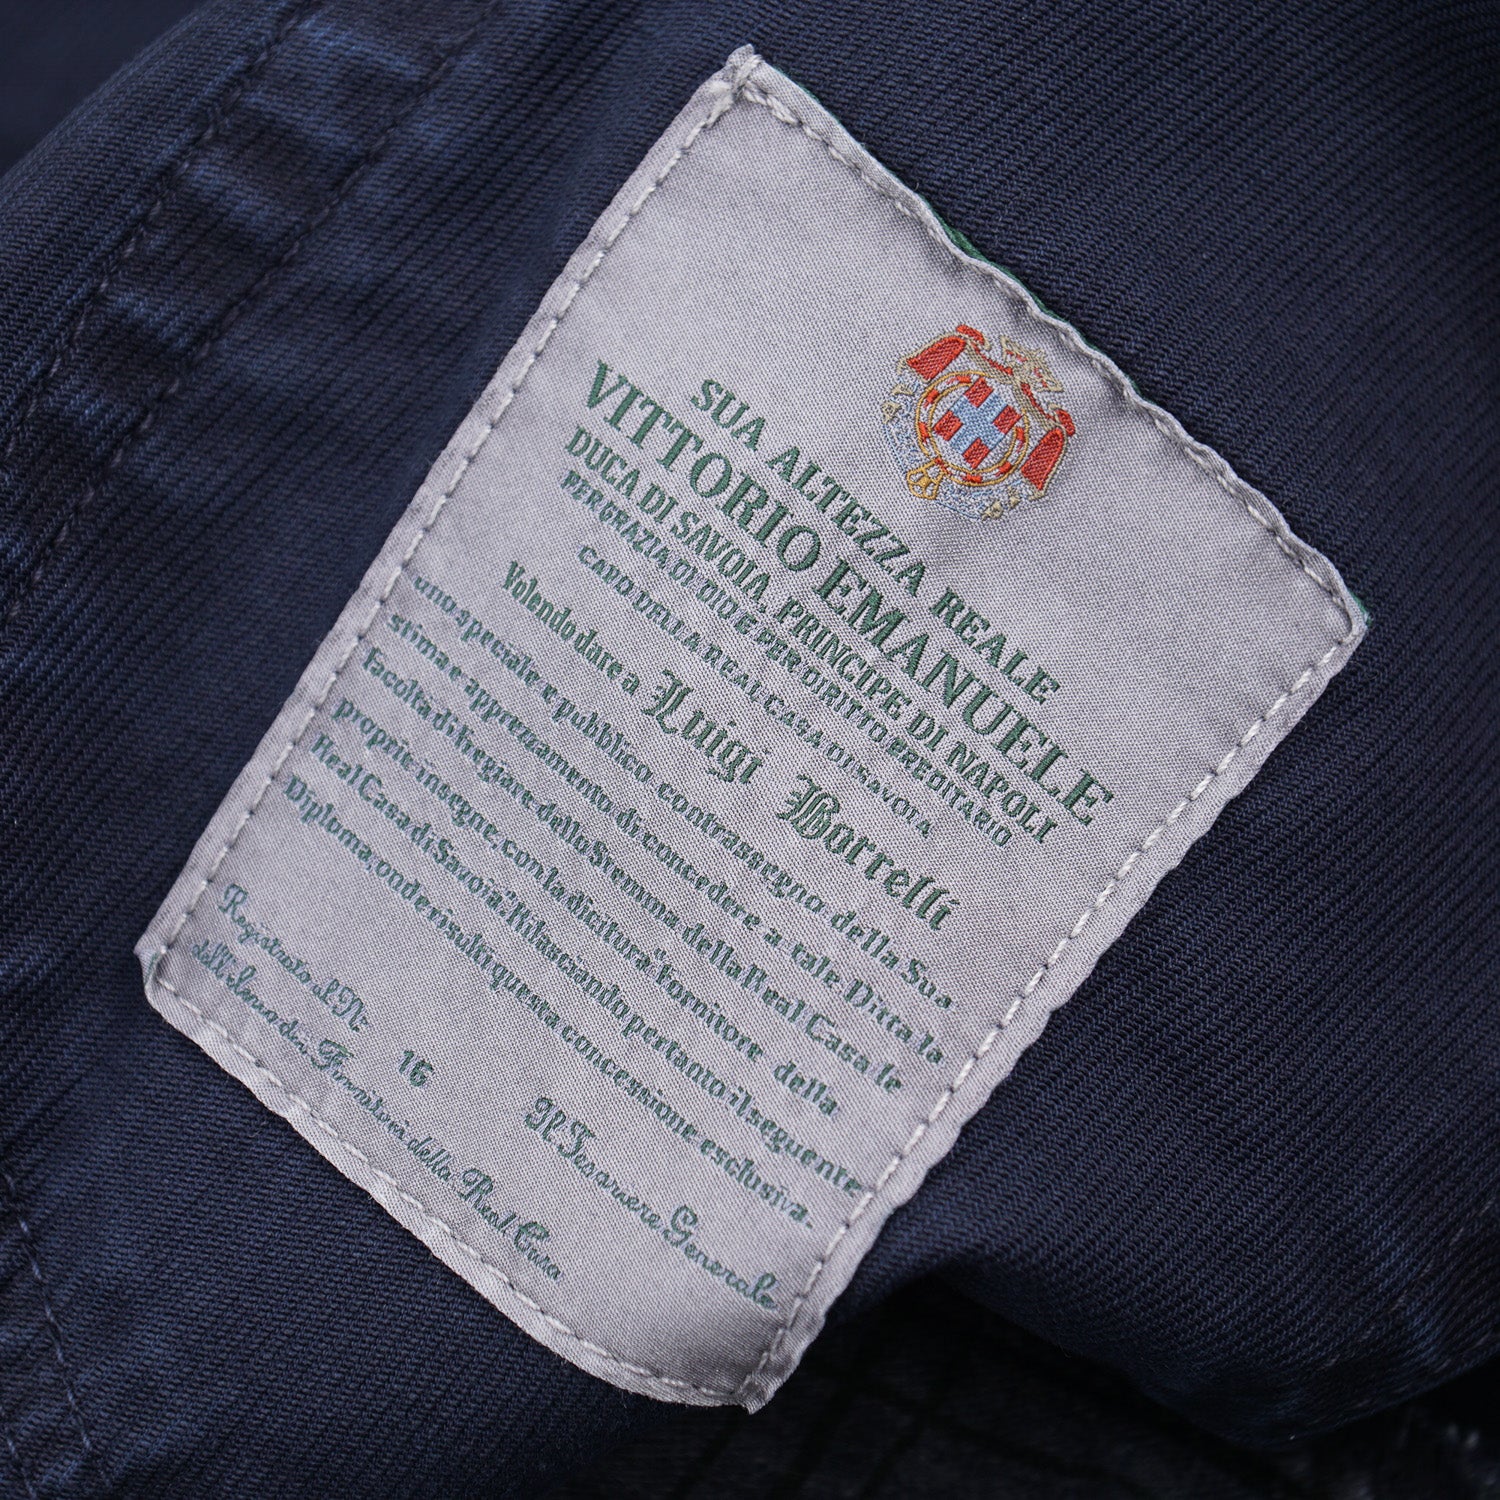 SUA ALTEZZA REALE
VITTORIO EMANUELE
DUCA DI SAVOIA, PRINCIPE DI NAPOLI
PER GRAZIA DI DIO E PER DIRITTO EREDITARIO
CAPO DELLA REAL CASA DI SAVOIA
Volendo dare a Luigi Borrelli
uno speciale e pubblico contrassegno della Sua
stima e apprezzamento di concedere a tale Ditta la
facoltà di fregiare dello Stemma della Real Casa le
proprie insegne, con la dicitura "Fornitore della
Real Casa di Savoia". Rilasciando pertanto il seguente
Diploma, onde risulti questa concessione esclusiva.
Registrato al N. 16 Il Tesoriere Generale
dell'elenco dei Fornitori della Real Casa